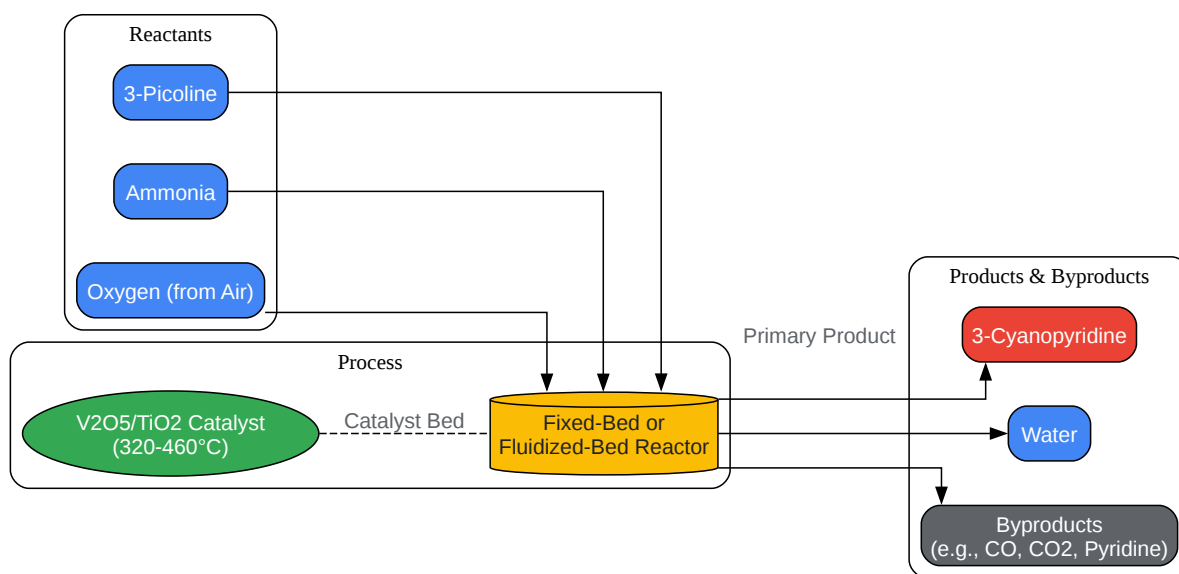 Reactants
3-Picoline
Ammonia
Oxygen (from Air)
Process
V2O5/TiO2 Catalyst
(320-460°C)
Catalyst Bed
Fixed-Bed or
Fluidized-Bed Reactor
Primary Product
Products & Byproducts
3-Cyanopyridine
Water
Byproducts
(e.g., CO, CO2, Pyridine)